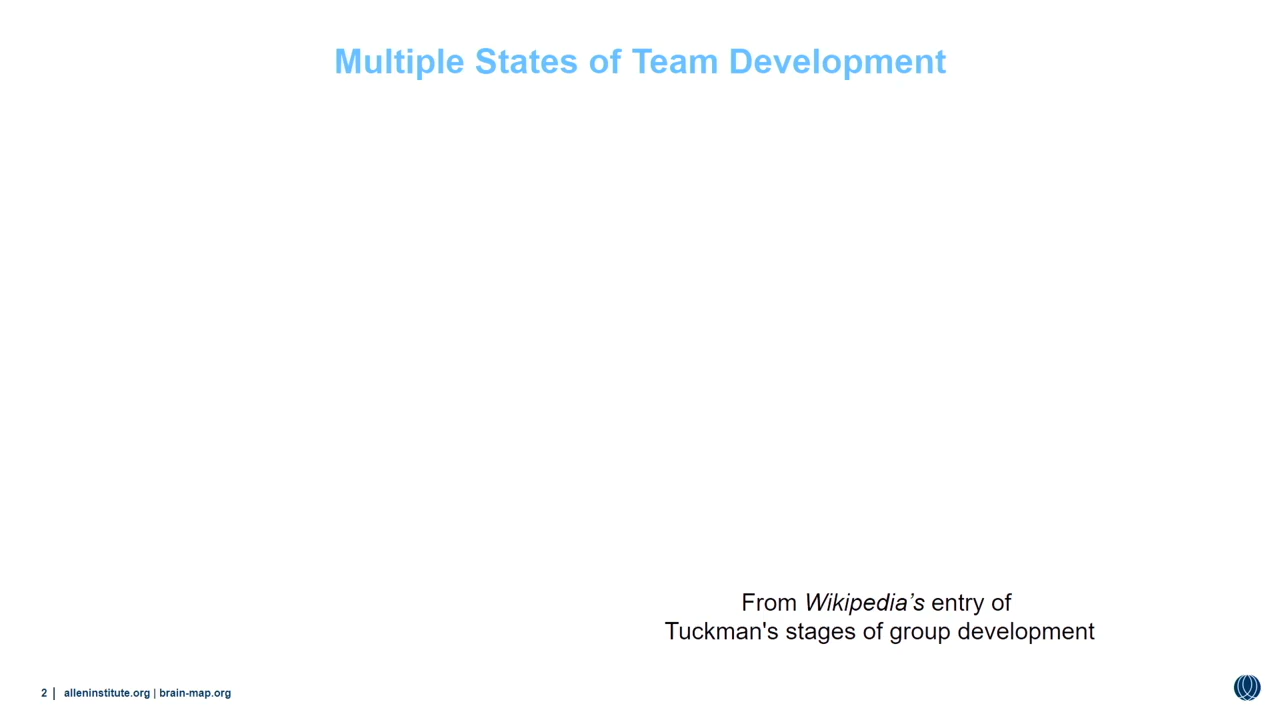 Multiple States of Team Development
From Wikipedia’s entry of
Tuckman's stages of group development
2 | alleninstitute.org | brain-map.org